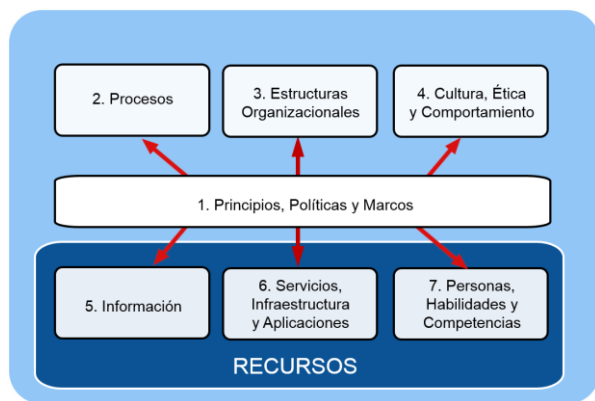 2. Procesos
3. Estructuras
Organizacionales
4. Cultura, Ética
y Comportamiento
1. Principios, Políticas y Marcos
5. Información
6. Servicios,
Infraestructura
y Aplicaciones
7. Personas,
Habilidades y
Competencias
RECURSOS